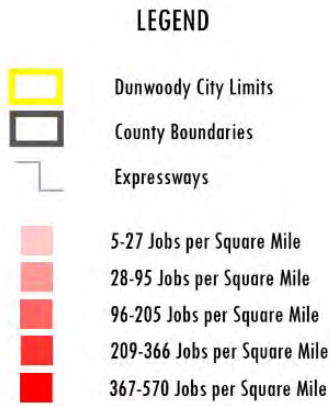 LEGEND
Dunwoody City Limits
County Boundaries
Expressways
5-27 Jobs per Square Mile
28-95 Jobs per Square Mile
96-205 Jobs per Square Mile
209-366 Jobs per Square Mile
367-570 Jobs per Square Mile